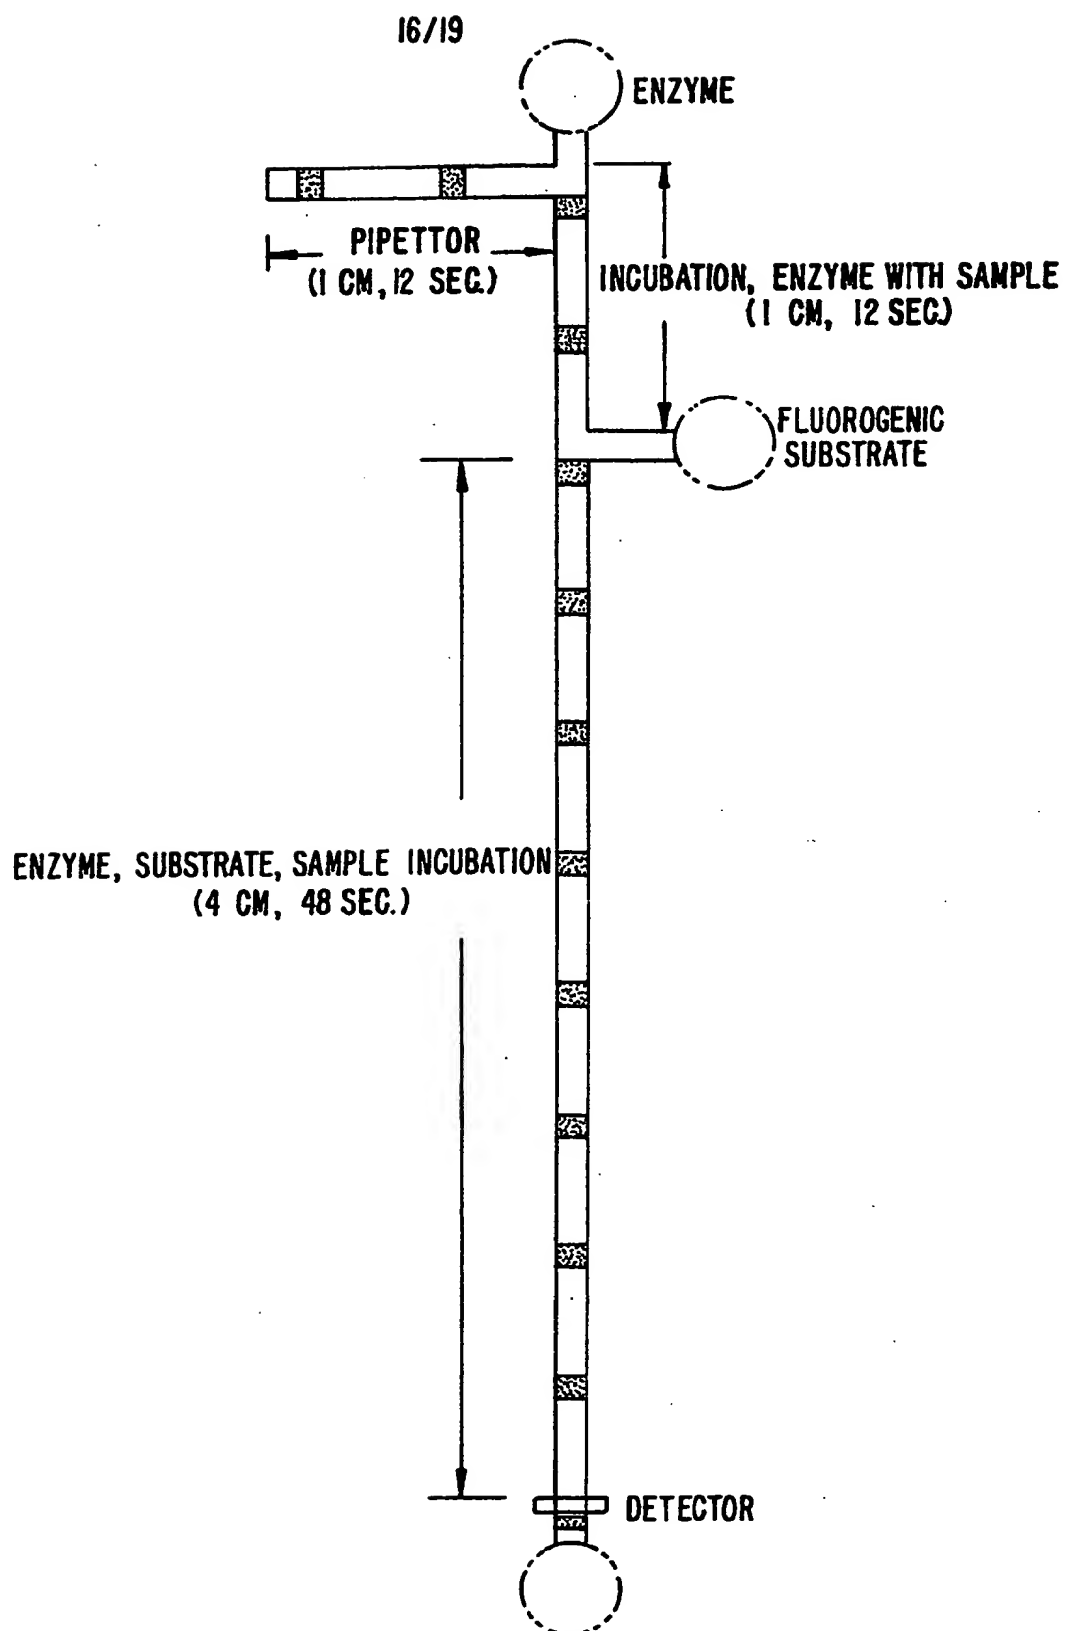 16/19
ENZYME
PIPETTOR
(1 CM, 12 SEC.)
INCUBATION, ENZYME WITH SAMPLE
(1 CM, 12 SEC.)
FLUOROGENIC
SUBSTRATE
ENZYME, SUBSTRATE, SAMPLE INCUBATION
(4 CM, 48 SEC.)
DETECTOR